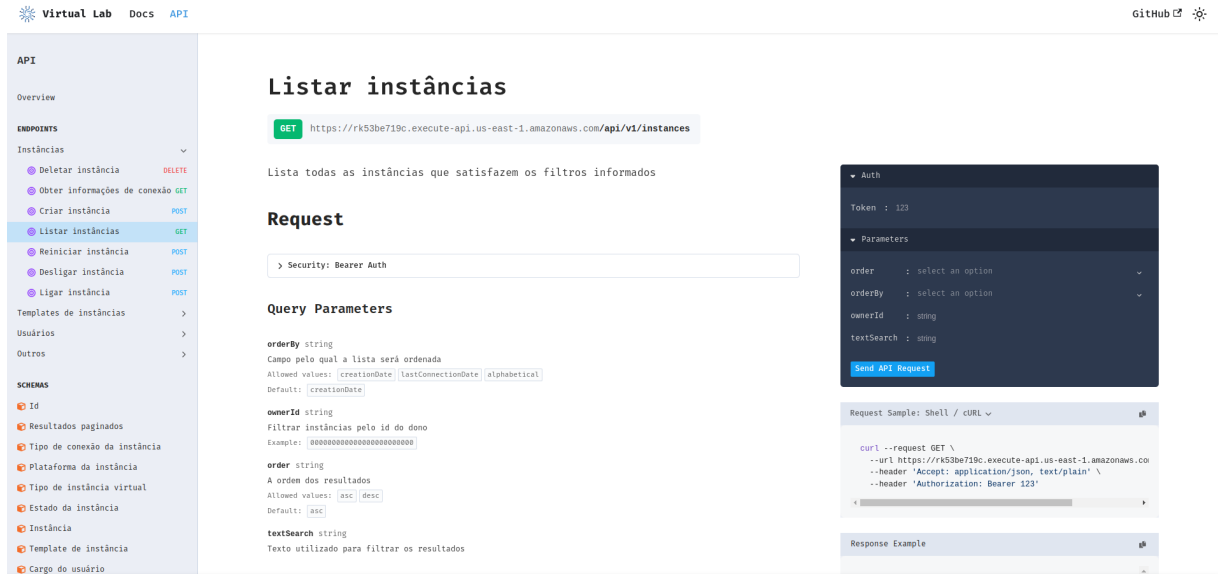 Virtual Lab Docs API GitHub
API
Overview
ENDPOINTS
Instâncias
Deletar instância DELETE
Obter informações de conexão GET
Criar instância POST
Listar instâncias GET
Reiniciar instância POST
Desligar instância POST
Ligar instância POST
Templates de instâncias
Usuários
Outros
SCHEMAS
Id
Resultados paginados
Tipo de conexão da instância
Plataforma da instância
Tipo de instância virtual
Estado da instância
Instância
Template de instância
Cargo do usuário
Listar instâncias
GET https://rk53be719c.execute-api.us-east-1.amazonaws.com/api/v1/instances
Lista todas as instâncias que satisfazem os filtros informados
Request
Security: Bearer Auth
Query Parameters
orderBy string
Campo pelo qual a lista será ordenada
Allowed values: creationDate lastConnectionDate alphabetical
Default: creationDate
ownerId string
Filtrar instâncias pelo id do dono
Example: 000000000000000000000000
order string
A ordem dos resultados
Allowed values: asc desc
Default: asc
textSearch string
Texto utilizado para filtrar os resultados
Auth
Token : 123
Parameters
order : select an option
orderBy : select an option
ownerId : string
textSearch : string
Send API Request
Request Sample: Shell / cURL
curl --request GET \
--url https://rk53be719c.execute-api.us-east-1.amazonaws.co
--header 'Accept: application/json, text/plain' \
--header 'Authorization: Bearer 123'
Response Example